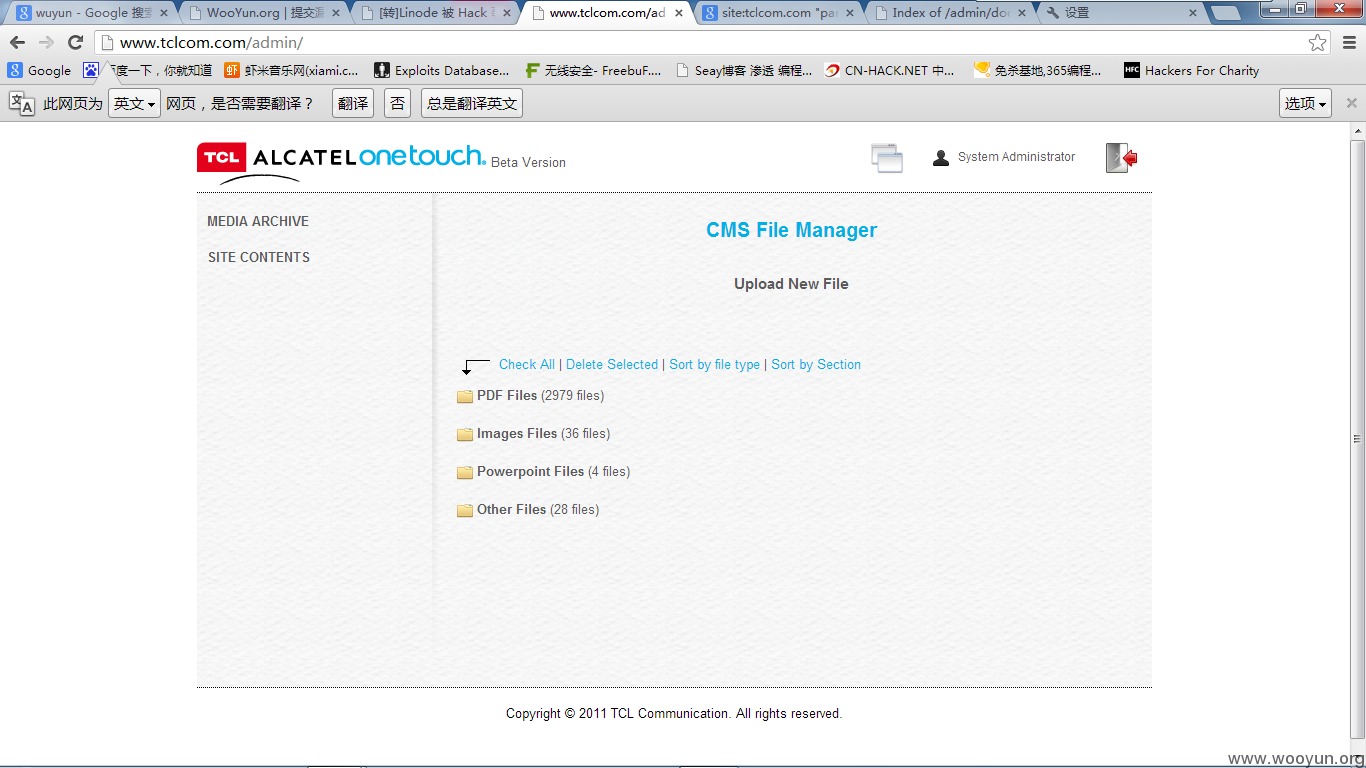 wuyun - Google 搜索
WooYun.org | 提交漏
[转]Linode 被 Hack
www.tclcom.com/ad
site:tclcom.com "pa
Index of /admin/do
设置
www.tclcom.com/admin/
Google
百度一下，你就知道
虾米音乐网(xiami.c...
Exploits Database...
无线安全- FreebuF....
Seay博客 渗透 编程...
CN-HACK.NET 中...
免杀基地,365编程...
HFC
Hackers For Charity
此网页为 英文 网页，是否需要翻译？ 翻译 否 总是翻译英文 选项
TCL ALCATELonetouch. Beta Version
System Administrator
MEDIA ARCHIVE
SITE CONTENTS
CMS File Manager
Upload New File
Check All | Delete Selected | Sort by file type | Sort by Section
PDF Files (2979 files)
Images Files (36 files)
Powerpoint Files (4 files)
Other Files (28 files)
Copyright © 2011 TCL Communication. All rights reserved.
www.wooyun.org